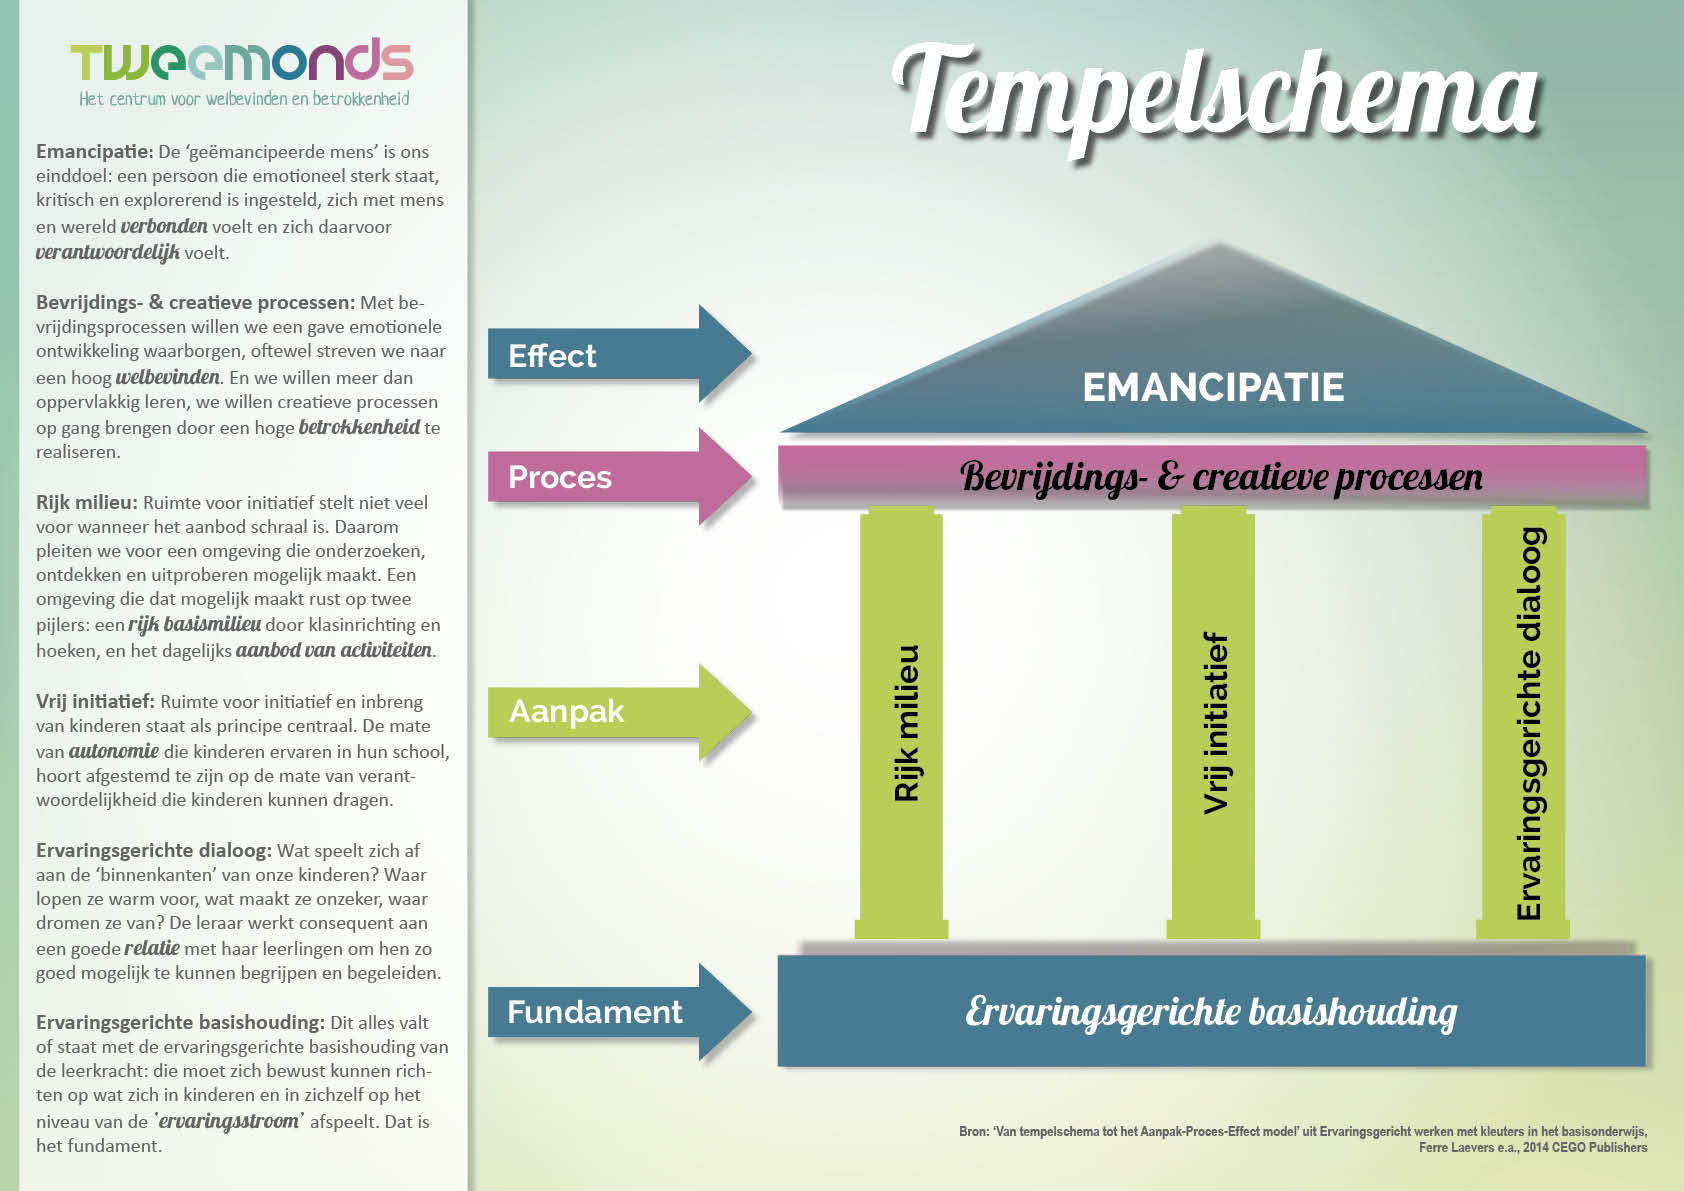 Tweemonds
Het centrum voor welbevinden en betrokkenheid
Emancipatie: De ‘geëmancipeerde mens’ is ons
einddoel: een persoon die emotioneel sterk staat,
kritisch en explorerend is ingesteld, zich met mens
en wereld verbonden voelt en zich daarvoor
verantwoordelijk voelt.
Bevrijdings- & creatieve processen: Met be-
vrijdingsprocessen willen we een gave emotionele
ontwikkeling waarborgen, oftewel streven we naar
een hoog welbevinden. En we willen meer dan
oppervlakkig leren, we willen creatieve processen
op gang brengen door een hoge betrokkenheid te
realiseren.
Rijk milieu: Ruimte voor initiatief stelt niet veel
voor wanneer het aanbod schraal is. Daarom
pleiten we voor een omgeving die onderzoeken,
ontdekken en uitproberen mogelijk maakt. Een
omgeving die dat mogelijk maakt rust op twee
pijlers: een rijk basismilieu door klasinrichting en
hoeken, en het dagelijks aanbod van activiteiten.
Vrij initiatief: Ruimte voor initiatief en inbreng
van kinderen staat als principe centraal. De mate
van autonomie die kinderen ervaren in hun school,
hoort afgestemd te zijn op de mate van verant-
woordelijkheid die kinderen kunnen dragen.
Ervaringsgerichte dialoog: Wat speelt zich af
aan de ‘binnenkanten’ van onze kinderen? Waar
lopen ze warm voor, wat maakt ze onzeker, waar
dromen ze van? De leraar werkt consequent aan
een goede relatie met haar leerlingen om hen zo
goed mogelijk te kunnen begrijpen en begeleiden.
Ervaringsgerichte basishouding: Dit alles valt
of staat met de ervaringsgerichte basishouding van
de leerkracht: die moet zich bewust kunnen rich-
ten op wat zich in kinderen en in zichzelf op het
niveau van de ‘ervaringsstroom’ afspeelt. Dat is
het fundament.
Tempelschema
Effect
EMANCIPATIE
Proces
Bevrijdings- & creatieve processen
Aanpak
Rijk milieu
Vrij initiatief
Ervaringsgerichte dialoog
Fundament
Ervaringsgerichte basishouding
Bron: ‘Van tempelschema tot het Aanpak-Proces-Effect model’ uit Ervaringsgericht werken met kleuters in het basisonderwijs,
Ferre Laevers e.a., 2014 CEGO Publishers